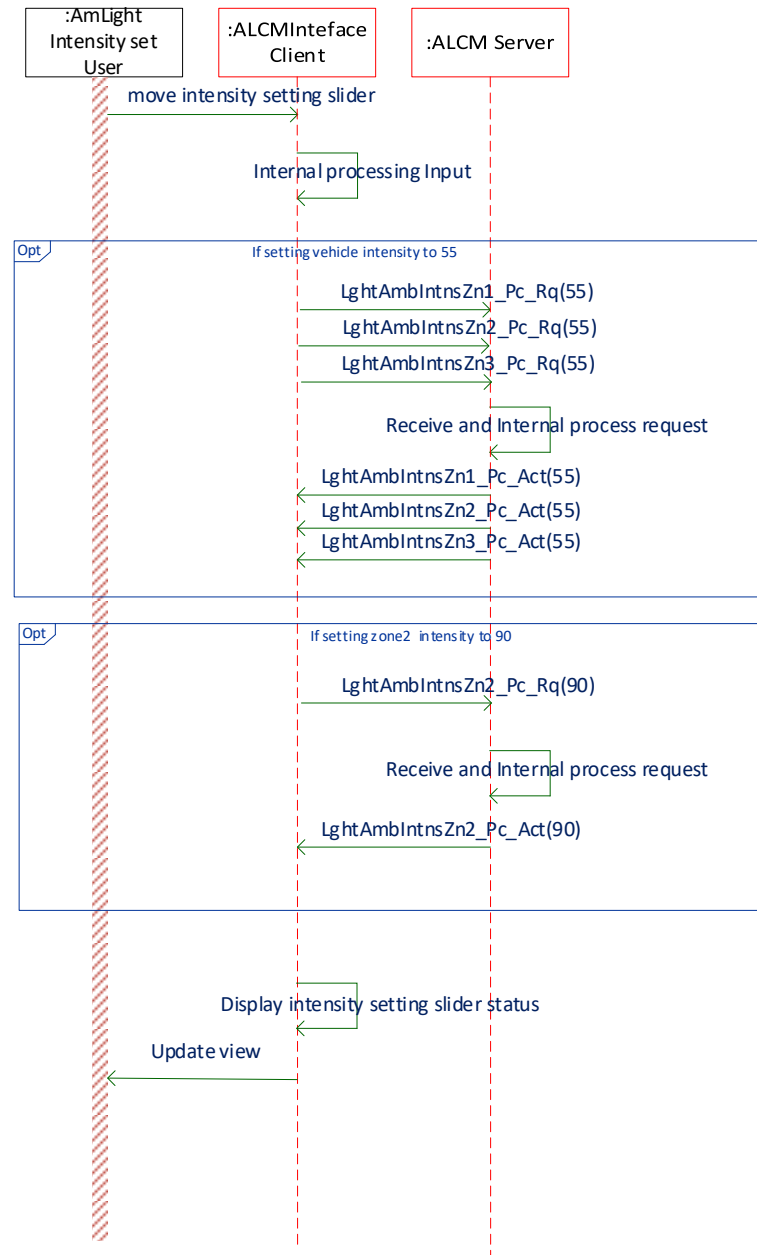 :AmLight
Intensity set
User
:ALCMInteface
Client
:ALCM Server
move intensity setting slider
Internal processing Input
Opt
If setting vehicle intensity to 55
LghtAmbIntnsZn1_Pc_Rq(55)
LghtAmbIntnsZn2_Pc_Rq(55)
LghtAmbIntnsZn3_Pc_Rq(55)
Receive and Internal process request
LghtAmbIntnsZn1_Pc_Act(55)
LghtAmbIntnsZn2_Pc_Act(55)
LghtAmbIntnsZn3_Pc_Act(55)
Opt
If setting zone2 intensity to 90
LghtAmbIntnsZn2_Pc_Rq(90)
Receive and Internal process request
LghtAmbIntnsZn2_Pc_Act(90)
Display intensity setting slider status
Update view